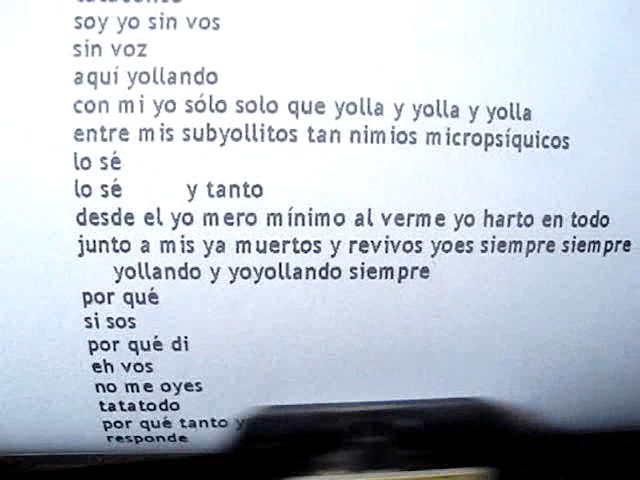 soy yo sin vos
sin voz
aquí yollando
con mi yo sólo solo que yolla y yolla y yolla
entre mis subyollitos tan nimios micropsíquicos
lo sé
lo sé y tanto
desde el yo mero mínimo al verme yo harto en todo
junto a mis ya muertos y revivos yoes siempre siempre
yollando y yoyollando siempre
por qué
si sos
por qué di
eh vos
no me oyes
tatatodo
por qué tanto
responde